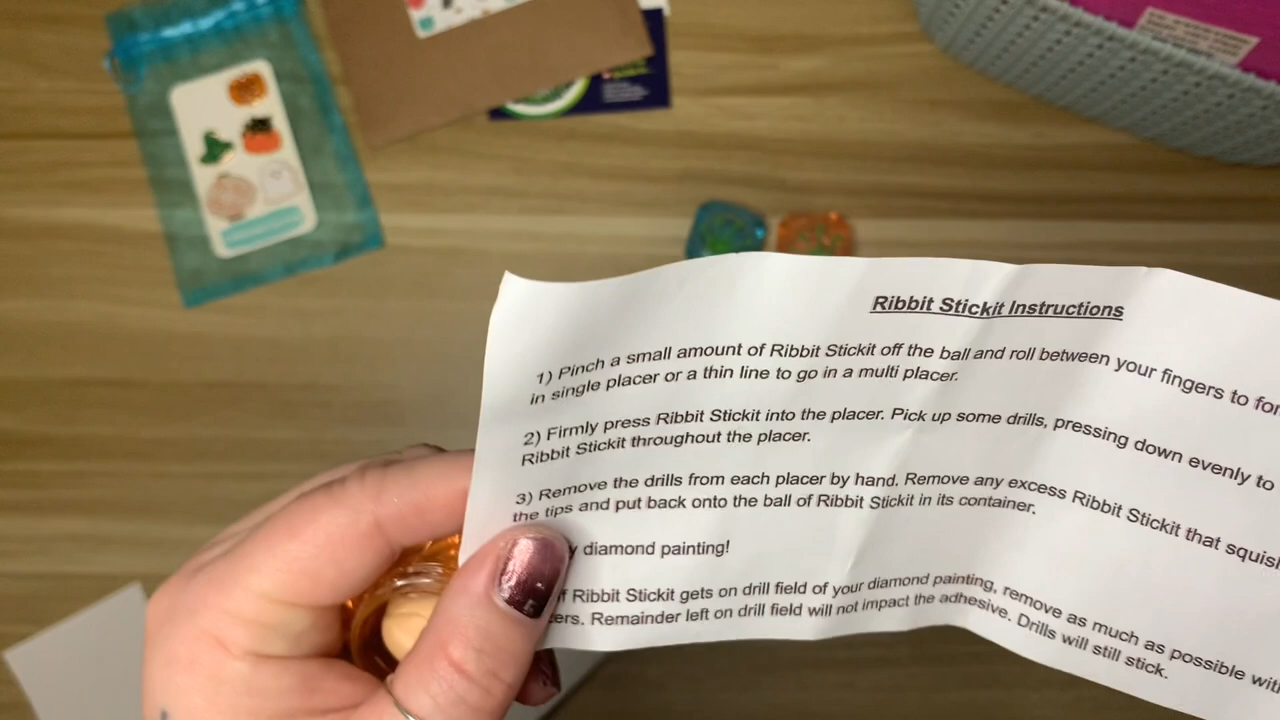 Ribbit Stickit Instructions
1) Pinch a small amount of Ribbit Stickit off the ball and roll between your fingers to for
in single placer or a thin line to go in a multi placer.
2) Firmly press Ribbit Stickit into the placer. Pick up some drills, pressing down evenly to
Ribbit Stickit throughout the placer.
3) Remove the drills from each placer by hand. Remove any excess Ribbit Stickit that squis
the tips and put back onto the ball of Ribbit Stickit in its container.
y diamond painting!
f Ribbit Stickit gets on drill field of your diamond painting, remove as much as possible wit
ers. Remainder left on drill field will not impact the adhesive. Drills will still stick.